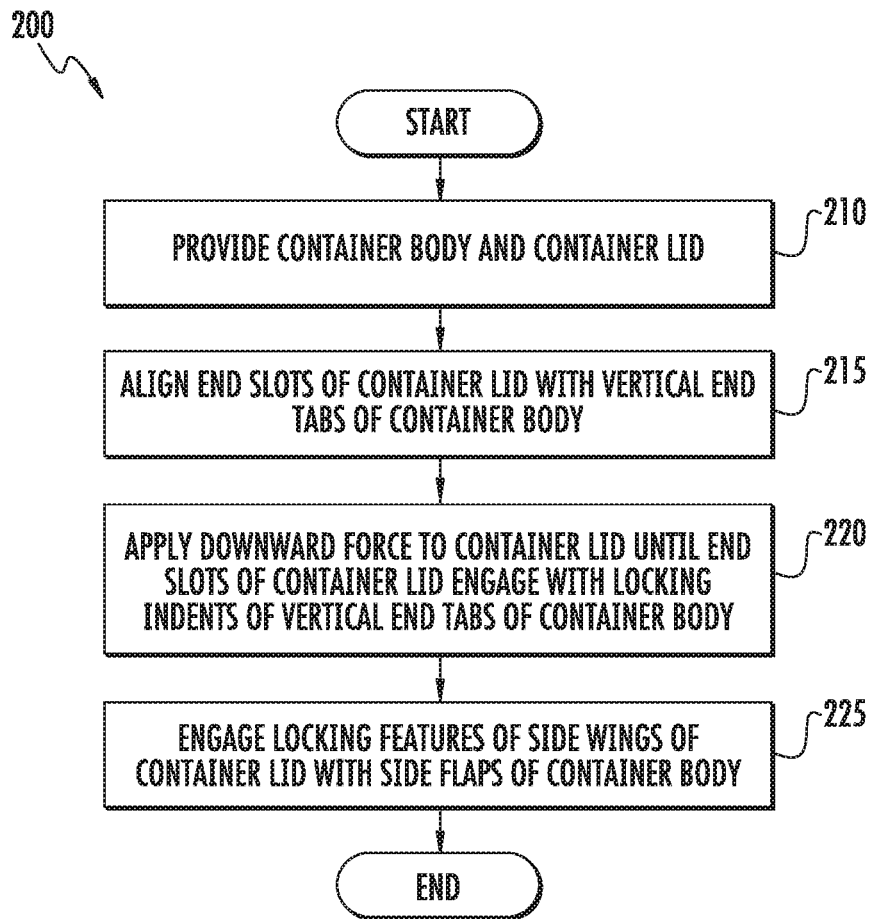 200
START
PROVIDE CONTAINER BODY AND CONTAINER LID
210
ALIGN END SLOTS OF CONTAINER LID WITH VERTICAL END
TABS OF CONTAINER BODY
215
APPLY DOWNWARD FORCE TO CONTAINER LID UNTIL END
SLOTS OF CONTAINER LID ENGAGE WITH LOCKING
INDENTS OF VERTICAL END TABS OF CONTAINER BODY
220
ENGAGE LOCKING FEATURES OF SIDE WINGS OF
CONTAINER LID WITH SIDE FLAPS OF CONTAINER BODY
225
END